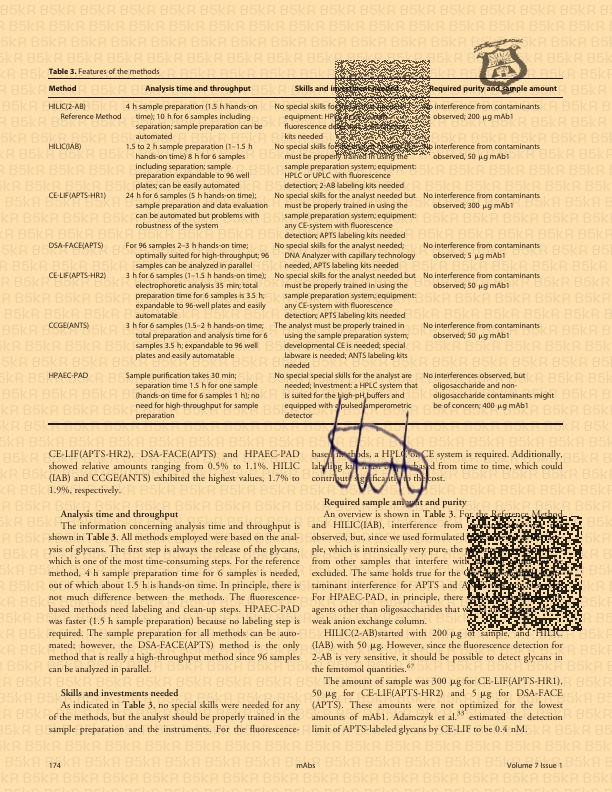 Table 3. Features of the methods
Method Analysis time and throughput Skills and investment needed Required purity and sample amount
HILIC(2-AB) 4 h sample preparation (1.5 h hands-on No special skills for No interference from contaminants
Reference Method time); 10 h for 6 samples including equipment: observed; 200 μg mAb1
separation; sample preparation can be fluorescence
automated kits needed
HILIC(IAB) 1.5 to 2 h sample preparation (1–1.5 h No special skills for No interference from contaminants
hands-on time) 8 h for 6 samples must be properly trained in using the observed, 50 μg mAb1
including separation; sample sample preparation system; equipment:
preparation expandable to 96 well HPLC or UPLC with fluorescence
plates; can be easily automated detection; 2-AB labeling kits needed
CE-LIF(APTS-HR1) 24 h for 6 samples (5 h hands-on time); No special skills for the analyst needed but No interference from contaminants
sample preparation and data evaluation must be properly trained in using the observed; 300 μg mAb1
can be automated but problems with sample preparation system; equipment:
robustness of the system any CE-system with fluorescence
detection; APTS labeling kits needed
DSA-FACE(APTS) For 96 samples 2–3 h hands-on time; No special skills for the analyst needed; No interference from contaminants
optimally suited for high-throughput; 96 DNA Analyzer with capillary technology observed; 5 μg mAb1
samples can be analyzed in parallel needed, APTS labeling kits needed
CE-LIF(APTS-HR2) 3 h for 6 samples (1–1.5 h hands-on time); No special skills for the analyst needed but No interference from contaminants
electrophoretic analysis 35 min; total must be properly trained in using the observed; 50 μg mAb1
preparation time for 6 samples is 3.5 h; sample preparation system; equipment:
expandable to 96-well plates and easily any CE-system with fluorescence
automatable detection; APTS labeling kits needed
CCGE(ANTS) 3 h for 6 samples (1.5–2 h hands-on time; The analyst must be properly trained in No interference from contaminants
total preparation and analysis time for 6 using the sample preparation system; observed; 50 μg mAb1
samples 3.5 h; expandable to 96 well developmental CE is needed; special
plates and easily automatable labware is needed; ANTS labeling kits
needed
HPAEC-PAD Sample purification takes 30 min; No special special skills for the analyst are No interferences observed, but
separation time 1.5 h for one sample needed; Investment: a HPLC system that oligosaccharide and non-
(hands-on time for 6 samples 1 h); no is suited for the high-pH buffers and oligosaccharide contaminants might
need for high-throughput for sample equipped with a pulsed amperometric be of concern; 400 μg mAb1
preparation detector
CE-LIF(APTS-HR2), DSA-FACE(APTS) and HPAEC-PAD
showed relative amounts ranging from 0.5% to 1.1%. HILIC
(IAB) and CCGE(ANTS) exhibited the highest values, 1.7% to
1.9%, respectively.
Analysis time and throughput
The information concerning analysis time and throughput is
shown in Table 3. All methods employed were based on the anal-
ysis of glycans. The first step is always the release of the glycans,
which is one of the most time-consuming steps. For the reference
method, 4 h sample preparation time for 6 samples is needed,
out of which about 1.5 h is hands-on time. In principle, there is
not much difference between the methods. The fluorescence-
based methods need labeling and clean-up steps. HPAEC-PAD
was faster (1.5 h sample preparation) because no labeling step is
required. The sample preparation for all methods can be auto-
mated; however, the DSA-FACE(APTS) method is the only
method that is really a high-throughput method since 96 samples
can be analyzed in parallel.
Skills and investments needed
As indicated in Table 3, no special skills were needed for any
of the methods, but the analyst should be properly trained in the
sample preparation and the instruments. For the fluorescence-
based methods, a HPLC or CE system is required. Additionally,
labeling kits must be purchased from time to time, which could
contribute significantly to the cost.
Required sample amount and purity
An overview is shown in Table 3. For the Reference Method
and HILIC(IAB), interference from
observed, but, since we used formulated
ple, which is intrinsically very pure, the
from other samples that interfere with
excluded. The same holds true for the
taminant interference for APTS and
For HPAEC-PAD, in principle, there
agents other than oligosaccharides that
weak anion exchange column.
HILIC(2-AB)started with 200 μg of sample, and HILIC
(IAB) with 50 μg. However, since the fluorescence detection for
2-AB is very sensitive, it should be possible to detect glycans in
the femtomol quantities.67
The amount of sample was 300 μg for CE-LIF(APTS-HR1),
50 μg for CE-LIF(APTS-HR2) and 5 μg for DSA-FACE
(APTS). These amounts were not optimized for the lowest
amounts of mAb1. Adamczyk et al.33 estimated the detection
limit of APTS-labeled glycans by CE-LIF to be 0.4 nM.
174 mAbs Volume 7 Issue 1